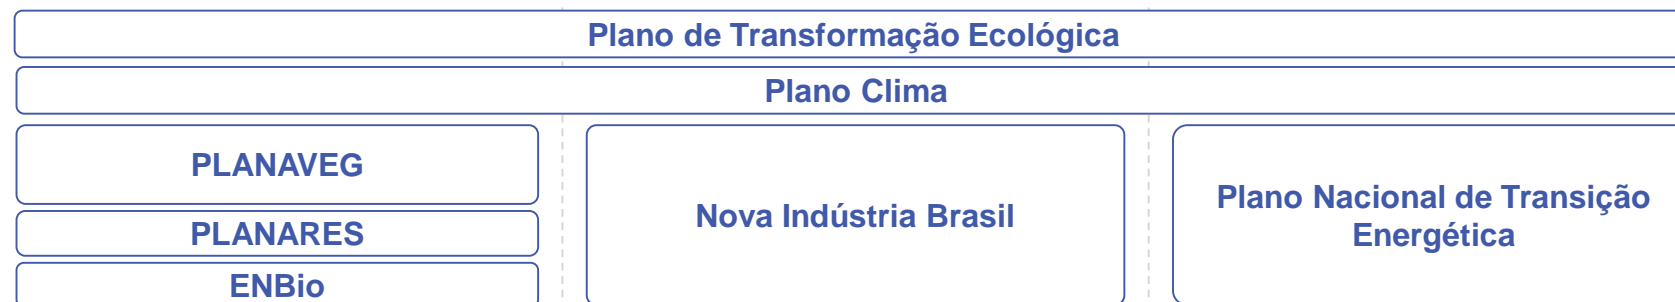 Plano de Transformação Ecológica
Plano Clima
PLANAVEG
PLANARES
ENBio
Nova Indústria Brasil
Plano Nacional de Transição
Energética